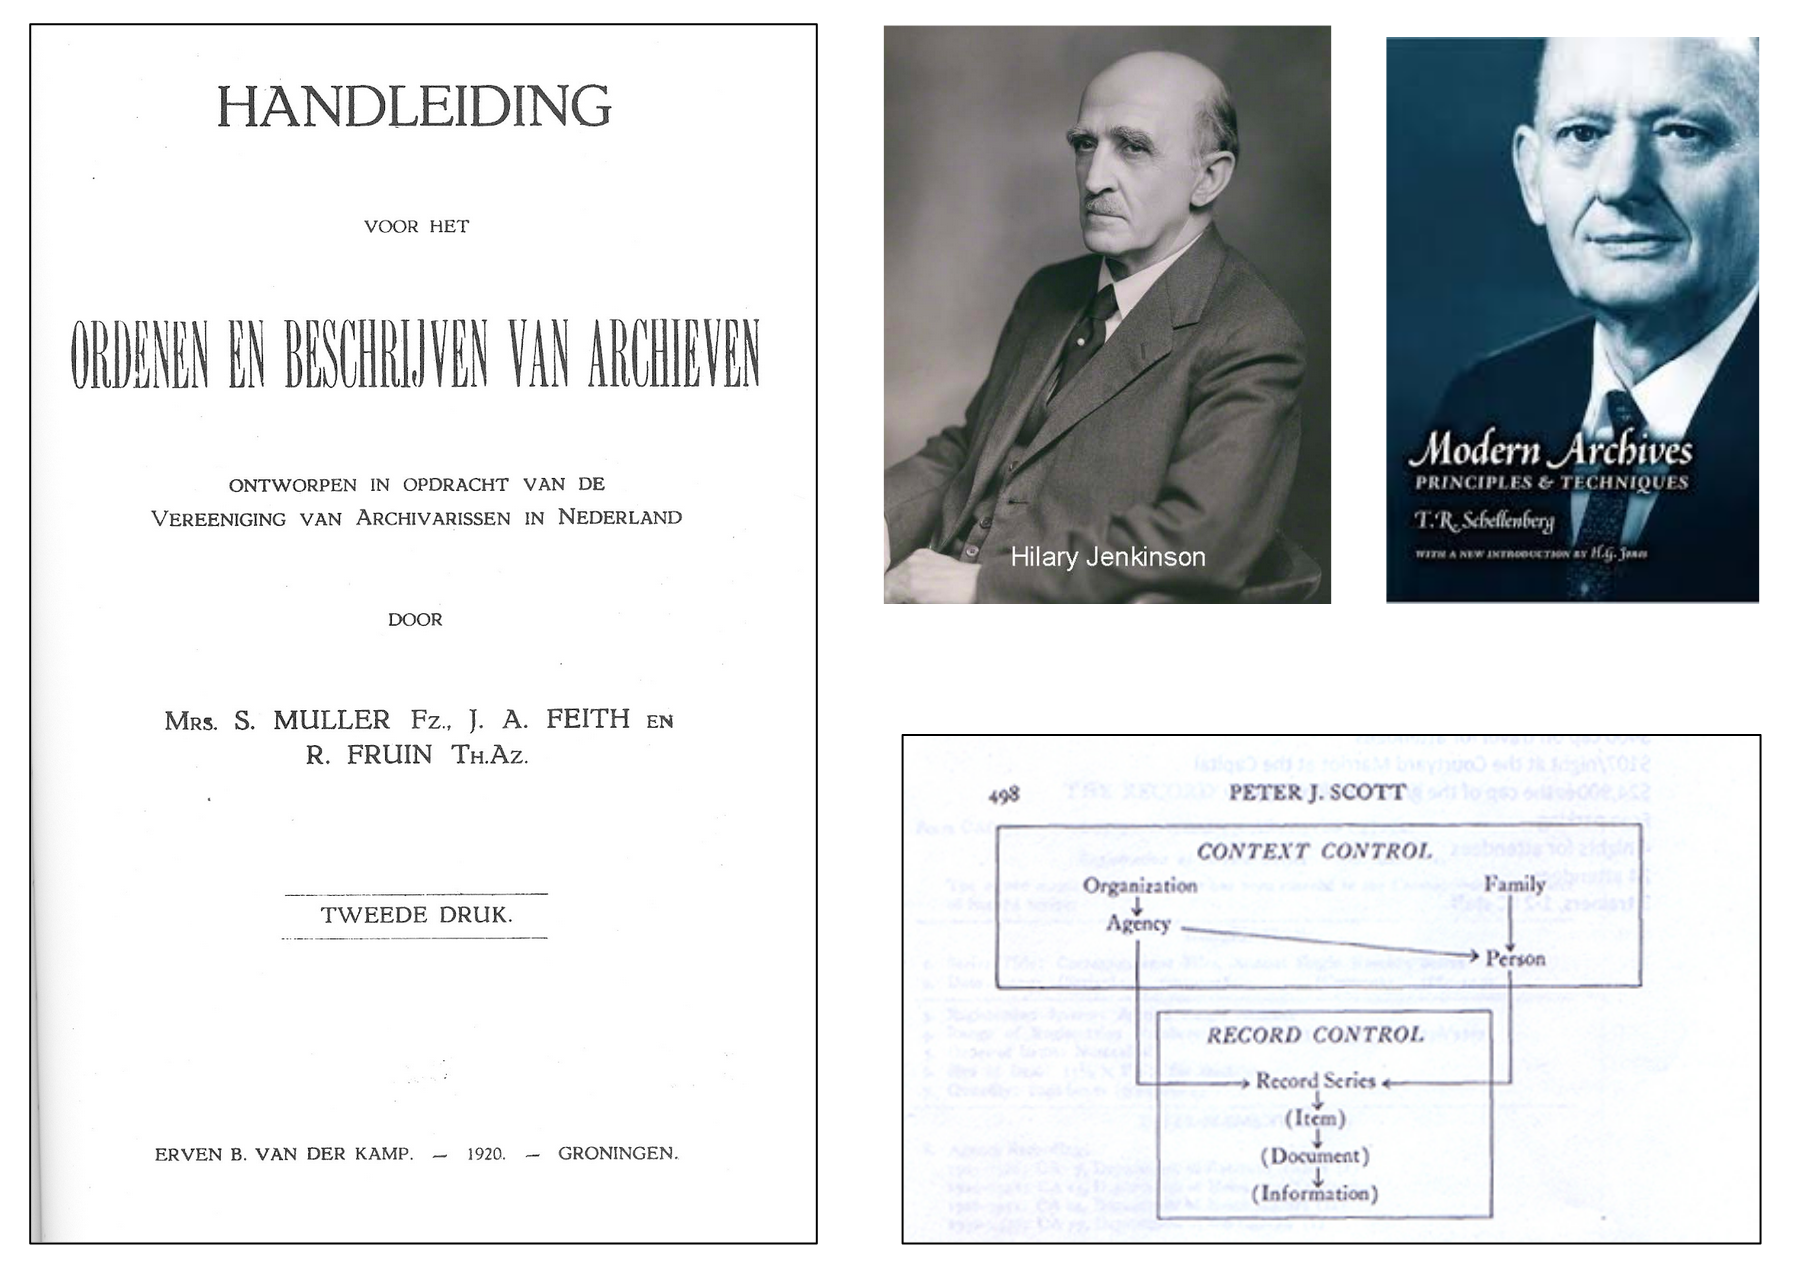 HANDLEIDING
VOOR HET
ORDENEN EN BESCHRIJVEN VAN ARCHIEVEN
ONTWORPEN IN OPDRACHT VAN DE
VEREENIGING VAN ARCHIVARISSEN IN NEDERLAND
DOOR
MRS. S. MULLER FZ., J. A. FEITH EN
R. FRUIN TH.AZ.
TWEEDE DRUK.
ERVEN B. VAN DER KAMP. — 1920. — GRONINGEN.
Hilary Jenkinson
Modern Archives
PRINCIPLES & TECHNIQUES
T.R. Schellenberg
WITH A NEW INTRODUCTION BY H.G. Jones
498 PETER J. SCOTT
CONTEXT CONTROL
Organization Family
Agency
Person
RECORD CONTROL
Record Series
(Item)
(Document)
(Information)